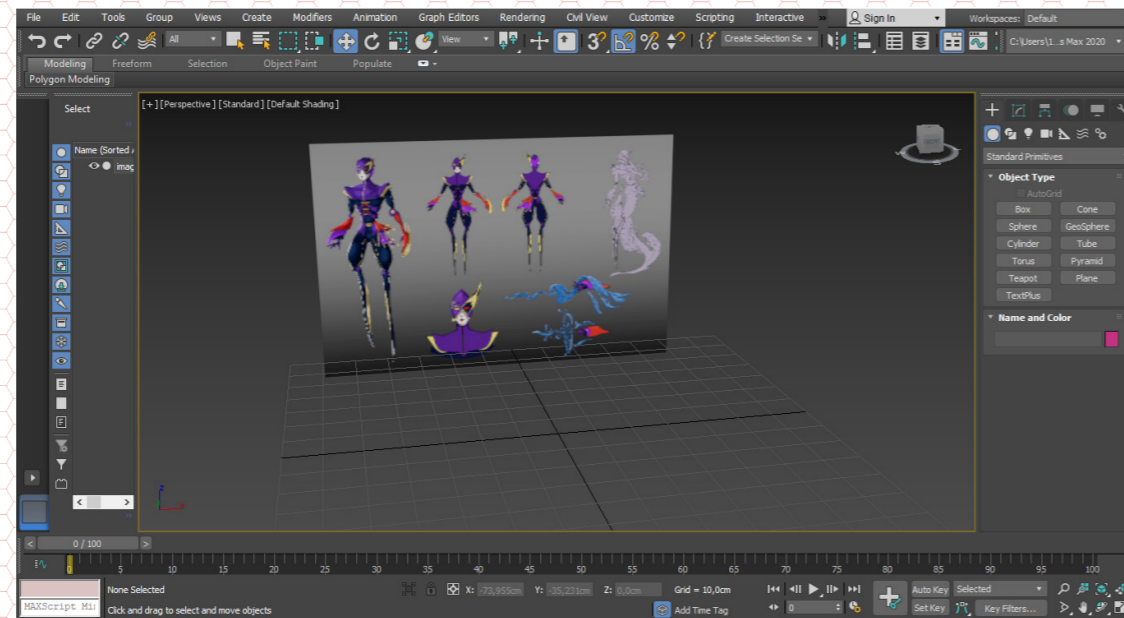 File Edit Tools Group Views Create Modifiers Animation Graph Editors Rendering Civil View Customize Scripting Interactive » Sign In Workspaces: Default
All View Create Selection Se C:\Users\1...s Max 2020
Modeling Freeform Selection Object Paint Populate
Polygon Modeling
Select
[+] [Perspective] [Standard] [Default Shading]
Name (Sorted A
imag
Standard Primitives
Object Type
AutoGrid
Box Cone
Sphere GeoSphere
Cylinder Tube
Torus Pyramid
Teapot Plane
TextPlus
Name and Color
z
x
< >
< 0 / 100 >
0 5 10 15 20 25 30 35 40 45 50 55 60 65 70 75 80 85 90 95 100
None Selected X: -73,955cm Y: -35,231cm Z: 0,0cm Grid = 10,0cm Auto Key Selected
MAXScript Mi Click and drag to select and move objects Add Time Tag 0 Set Key Key Filters...